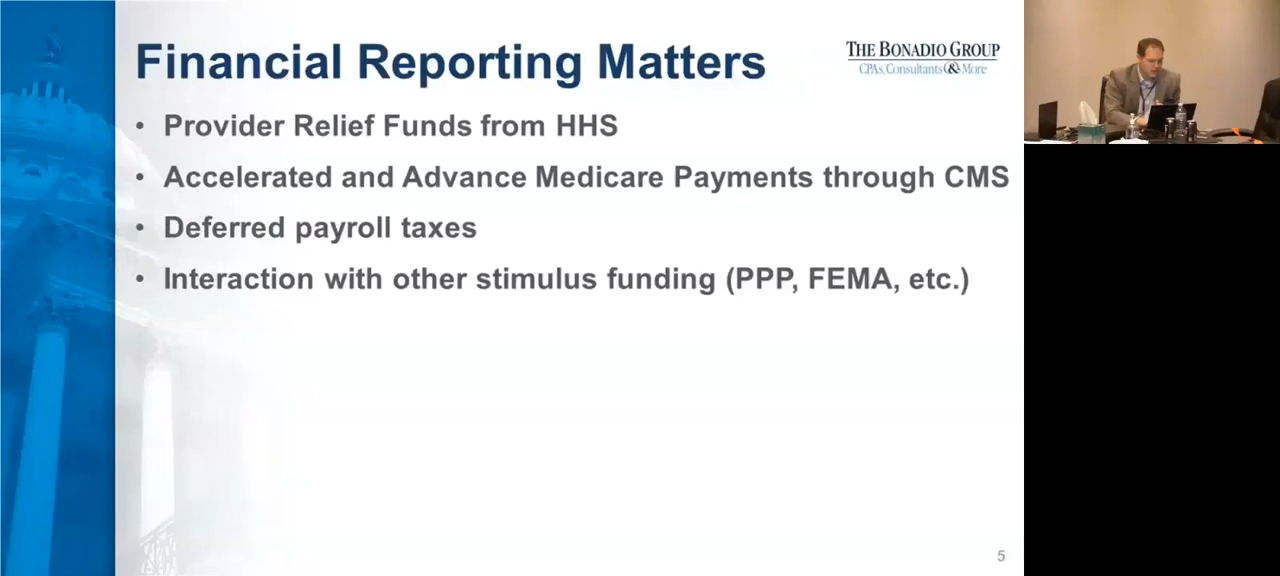 Financial Reporting Matters
THE BONADIO GROUP
CPAs, Consultants & More
• Provider Relief Funds from HHS
• Accelerated and Advance Medicare Payments through CMS
• Deferred payroll taxes
• Interaction with other stimulus funding (PPP, FEMA, etc.)
5